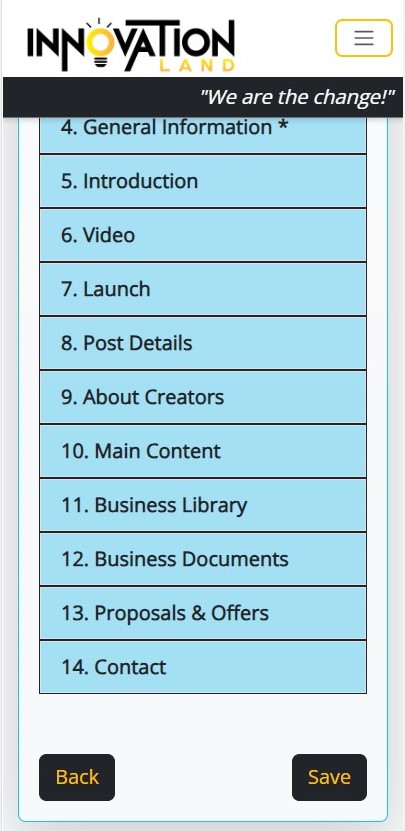 INNOVATION
LAND
"We are the change!"
4. General Information *
5. Introduction
6. Video
7. Launch
8. Post Details
9. About Creators
10. Main Content
11. Business Library
12. Business Documents
13. Proposals & Offers
14. Contact
Back
Save